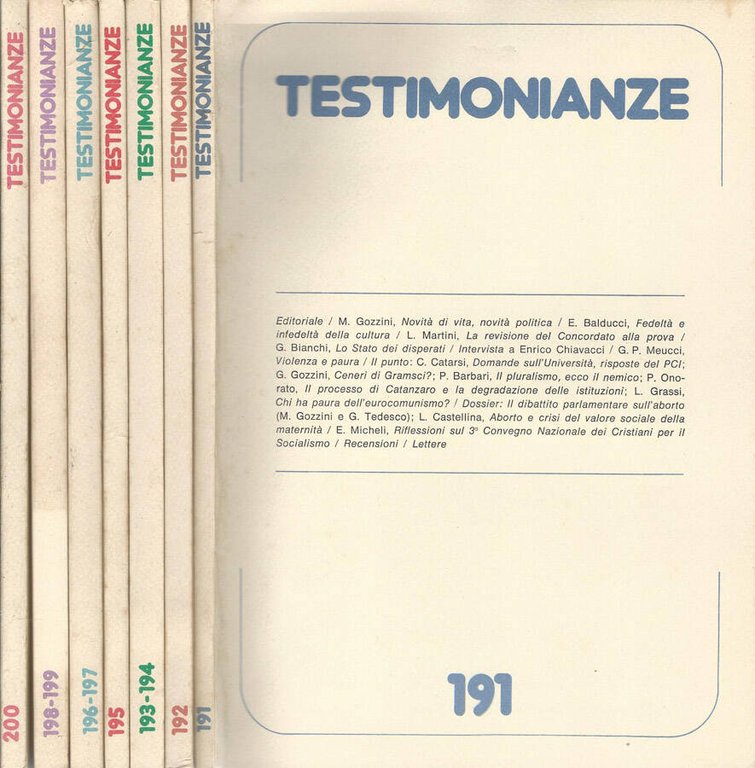 TESTIMONIANZE
200
TESTIMONIANZE
198-199
TESTIMONIANZE
196-197
TESTIMONIANZE
195
TESTIMONIANZE
193-194
TESTIMONIANZE
192
TESTIMONIANZE
191
TESTIMONIANZE
Editoriale / M. Gozzini, Novità di vita, novità politica / E. Balducci, Fedeltà e
infedeltà della cultura / L. Martini, La revisione del Concordato alla prova /
G. Bianchi, Lo Stato dei disperati / Intervista a Enrico Chiavacci / G. P. Meucci,
Violenza e paura / Il punto: C. Catarsi, Domande sull'Università, risposte del PCI;
G. Gozzini, Ceneri di Gramsci?; P. Barbari, Il pluralismo, ecco il nemico; P. Ono-
rato, Il processo di Catanzaro e la degradazione delle istituzioni; L. Grassi,
Chi ha paura dell'eurocomunismo? / Dossier: Il dibattito parlamentare sull'aborto
(M. Gozzini e G. Tedesco); L. Castellina, Aborto e crisi del valore sociale della
maternità / E. Micheli, Riflessioni sul 3º Convegno Nazionale dei Cristiani per il
Socialismo / Recensioni / Lettere
191